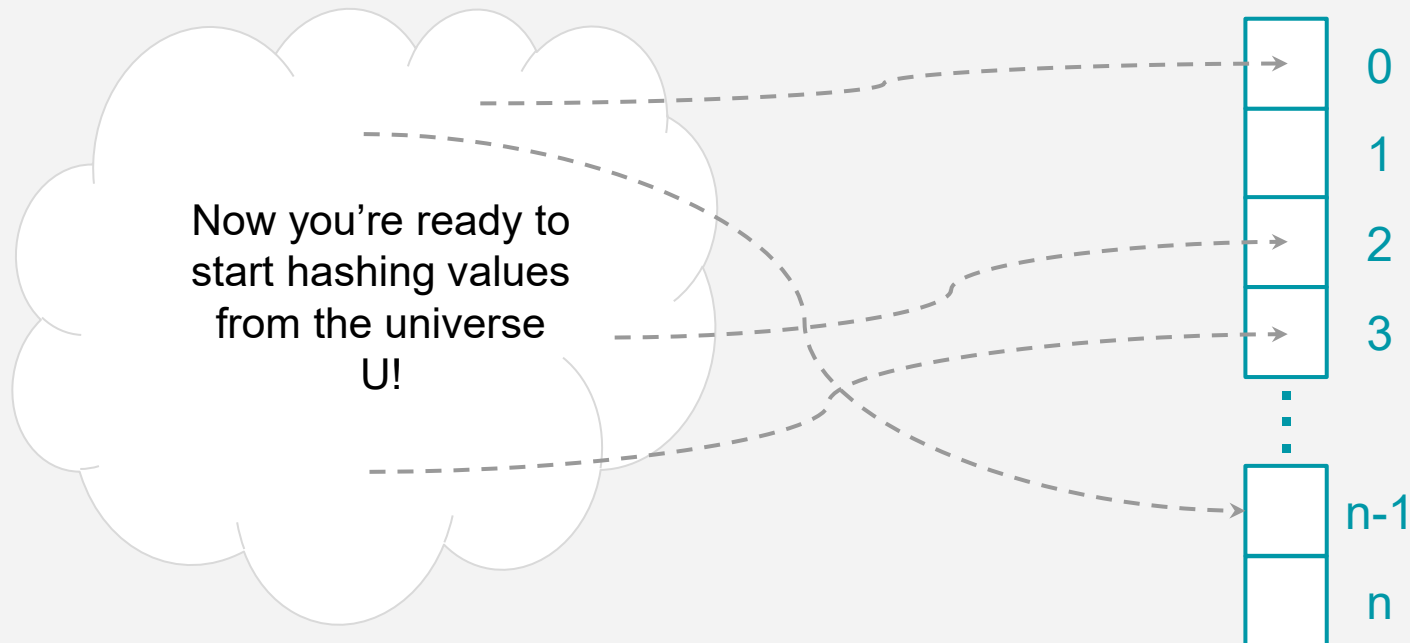 0
1
Now you’re ready to
start hashing values
2
from the universe
3
U!
n-1
n